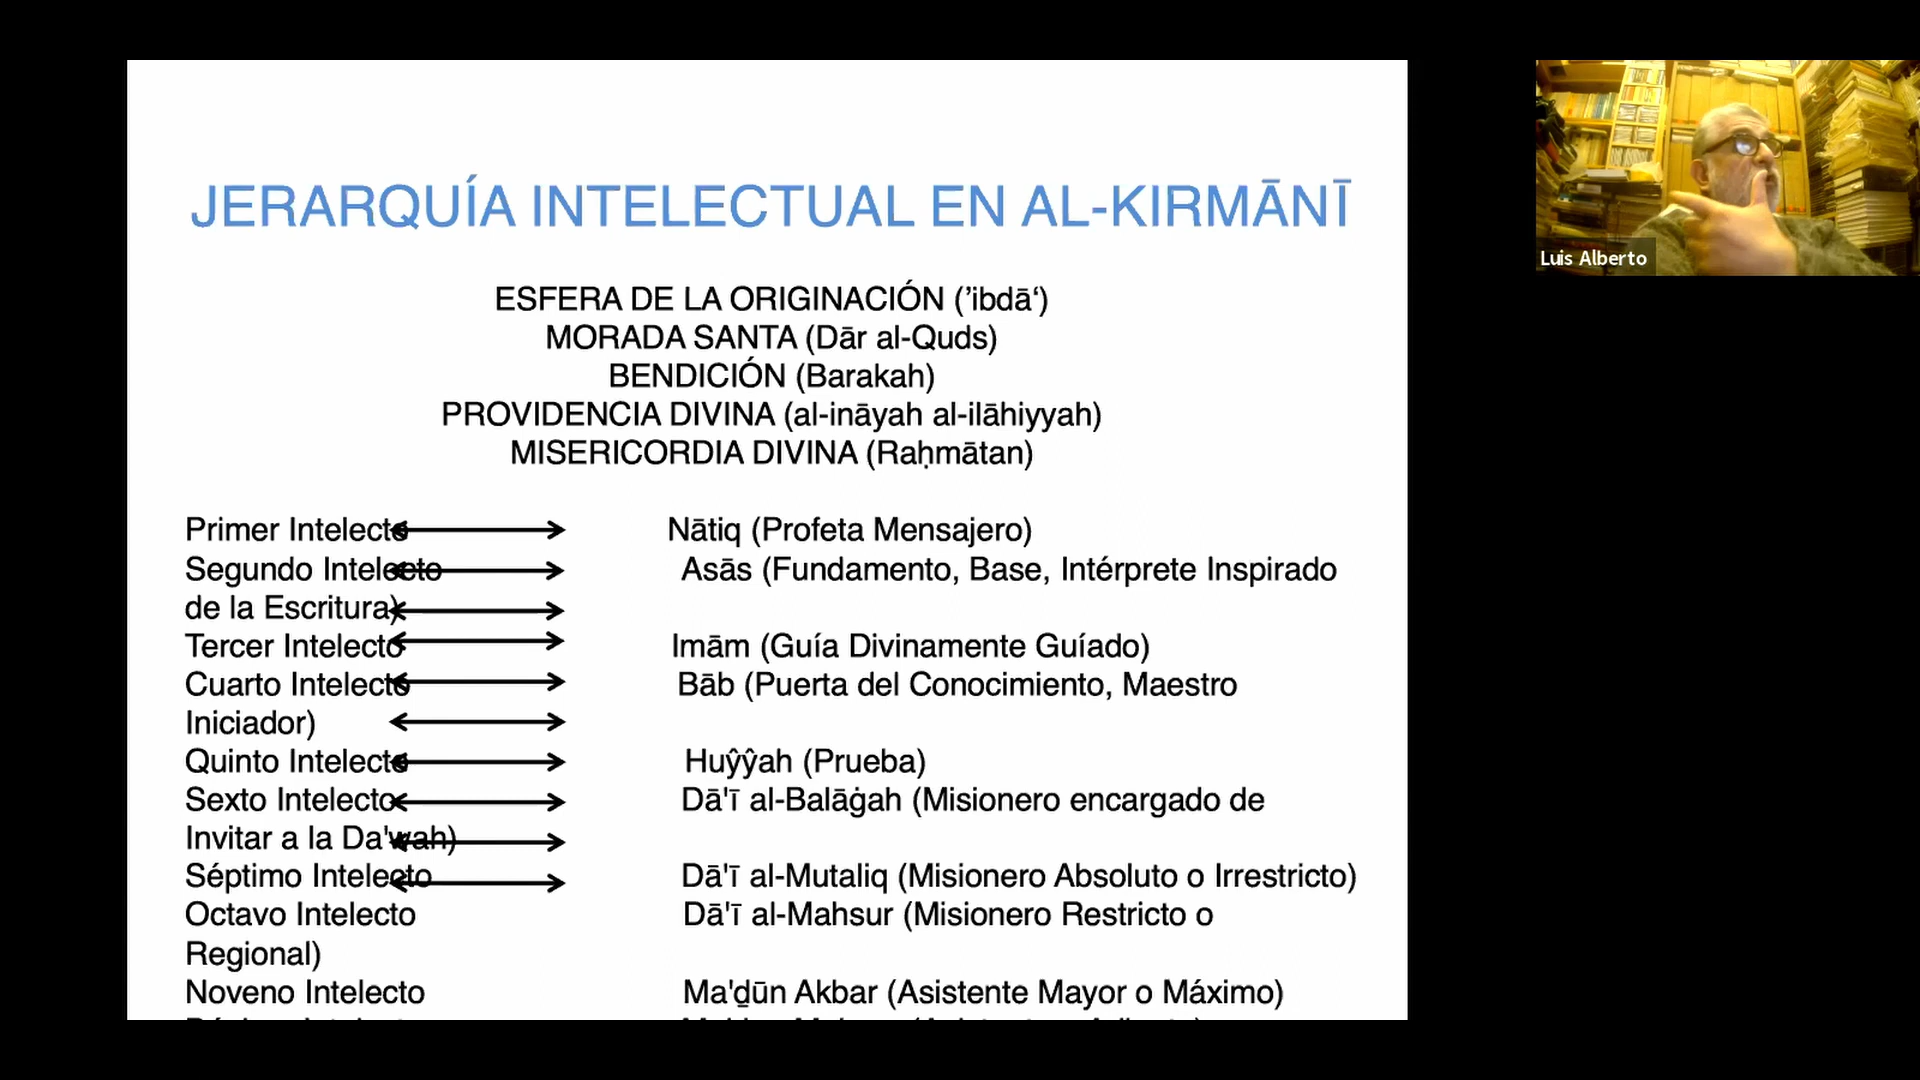 JERARQUÍA INTELECTUAL EN AL-KIRMĀNĪ
ESFERA DE LA ORIGINACIÓN (’ibdā‘)
MORADA SANTA (Dār al-Quds)
BENDICIÓN (Barakah)
PROVIDENCIA DIVINA (al-ināyah al-ilāhiyyah)
MISERICORDIA DIVINA (Raḥmātan)
Primer Intelecto Nātiq (Profeta Mensajero)
Segundo Intelecto Asās (Fundamento, Base, Intérprete Inspirado
de la Escritura)
Tercer Intelecto Imām (Guía Divinamente Guíado)
Cuarto Intelecto Bāb (Puerta del Conocimiento, Maestro
Iniciador)
Quinto Intelecto Huŷŷah (Prueba)
Sexto Intelecto Dā'ī al-Balāġah (Misionero encargado de
Invitar a la Da'wah)
Séptimo Intelecto Dā'ī al-Mutaliq (Misionero Absoluto o Irrestricto)
Octavo Intelecto Dā'ī al-Mahsur (Misionero Restricto o
Regional)
Noveno Intelecto Ma'ḏūn Akbar (Asistente Mayor o Máximo)
Luis Alberto